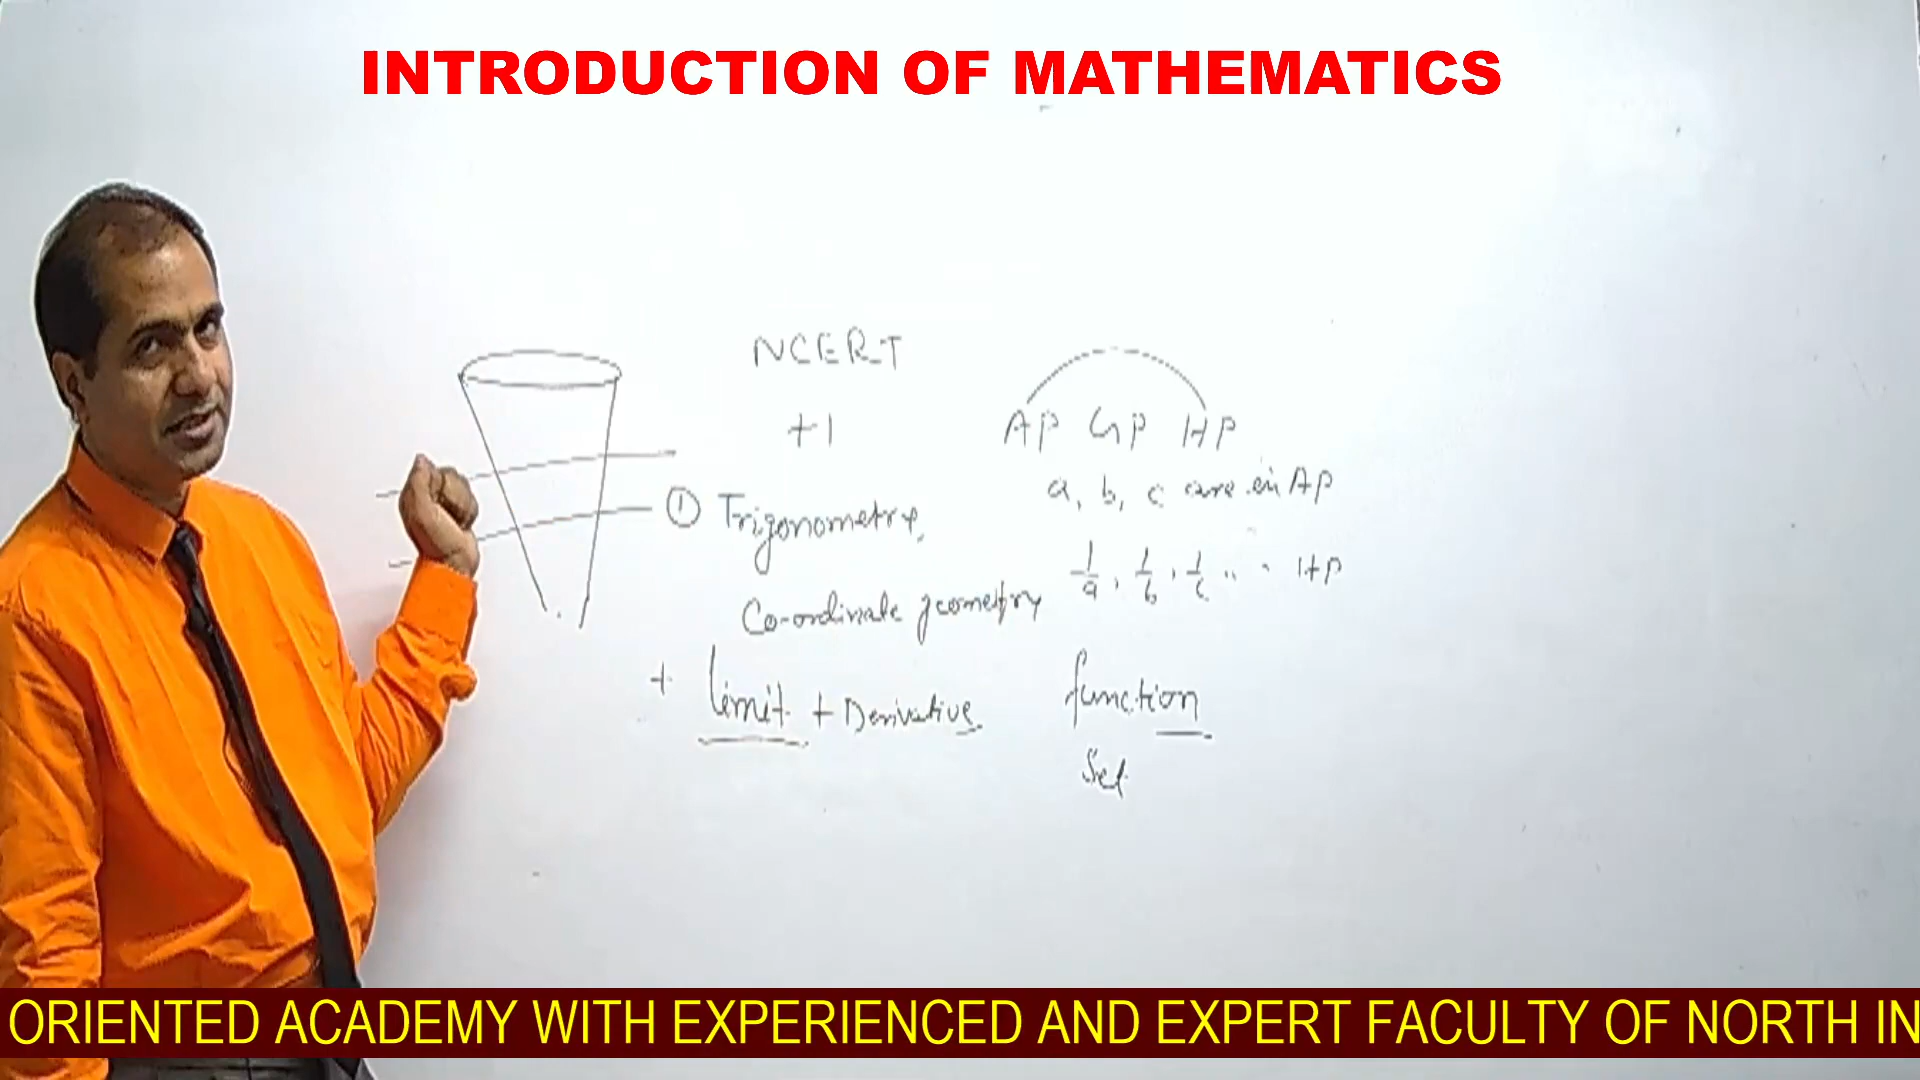 INTRODUCTION OF MATHEMATICS
NCERT
+1
① Trigonometry,
Co-ordinate geometry
+ limit + Derivative
AP GP HP
a, b, c are in AP
1/a, 1/b, 1/c " " HP
function
Set
ORIENTED ACADEMY WITH EXPERIENCED AND EXPERT FACULTY OF NORTH IN